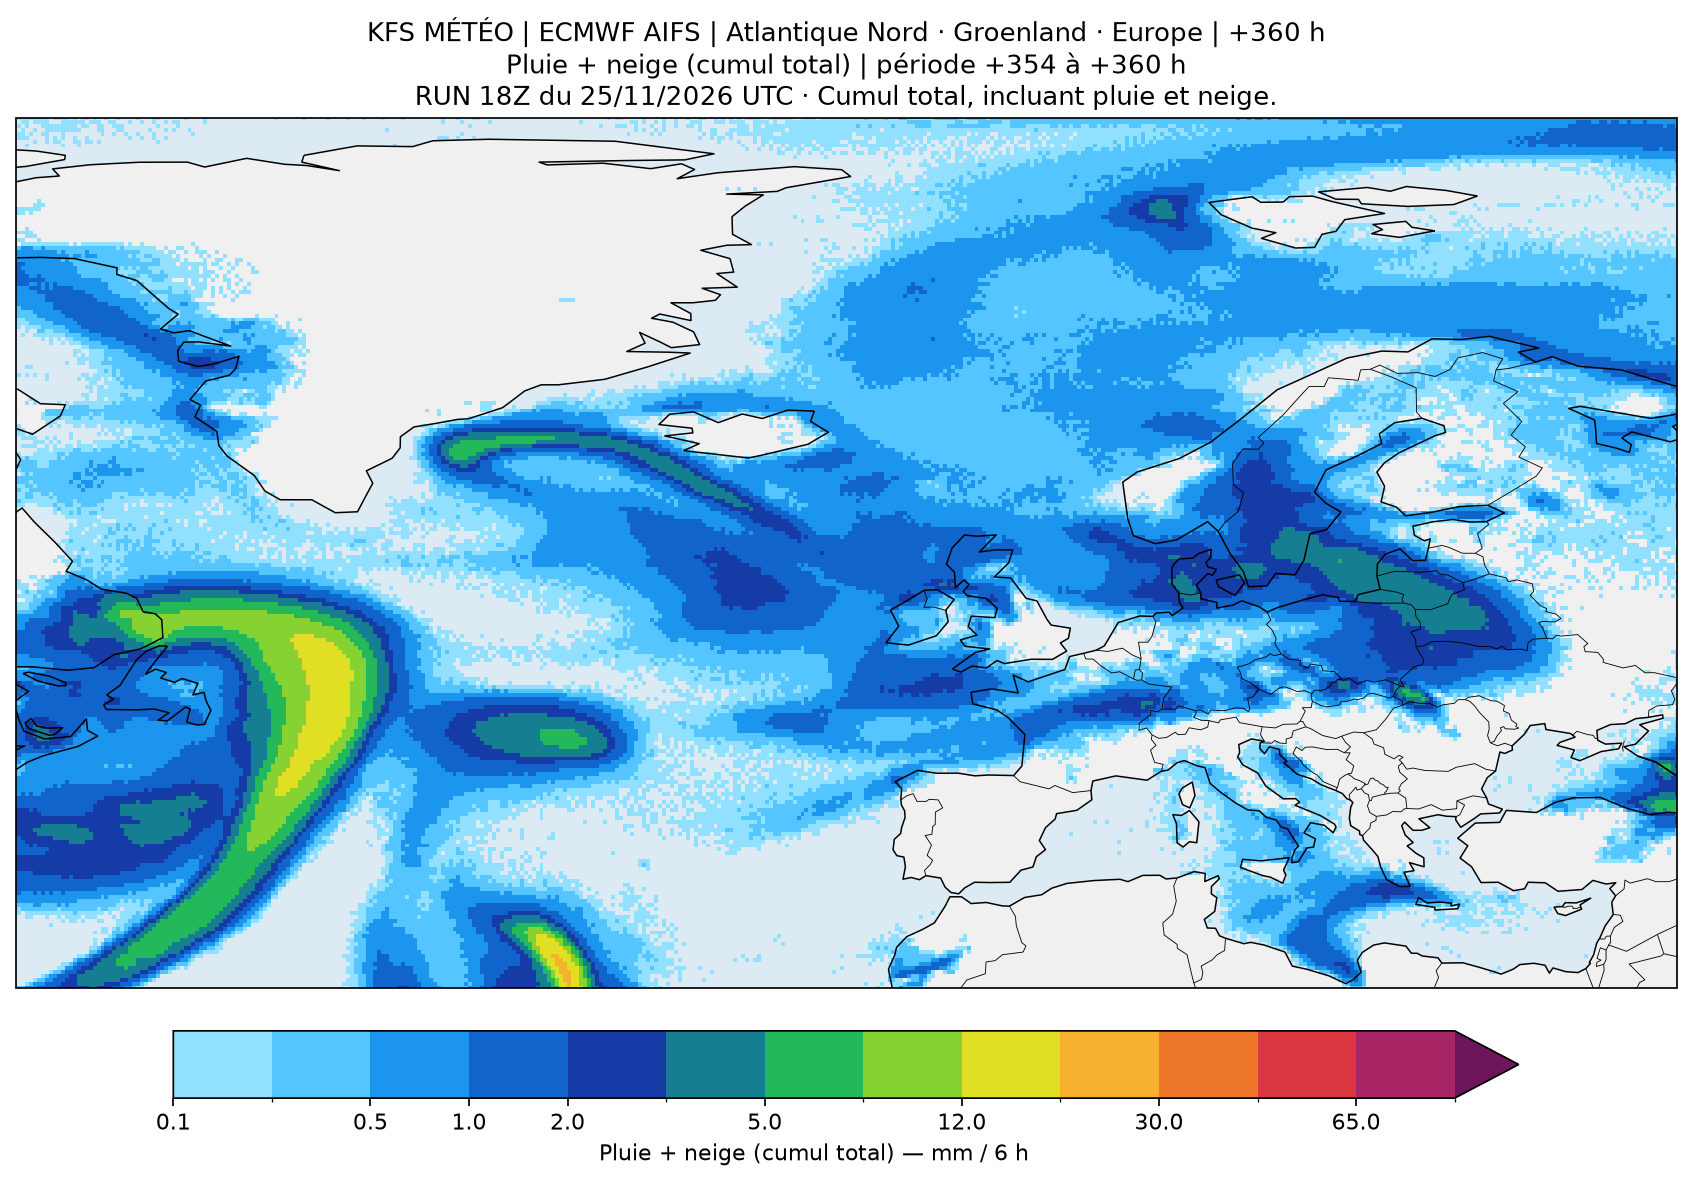 KFS MÉTÉO | ECMWF AIFS | Atlantique Nord · Groenland · Europe | +360 h
Pluie + neige (cumul total) | période +354 à +360 h
RUN 18Z du 25/11/2026 UTC · Cumul total, incluant pluie et neige.
0.1 0.5 1.0 2.0 5.0 12.0 30.0 65.0
Pluie + neige (cumul total) — mm / 6 h